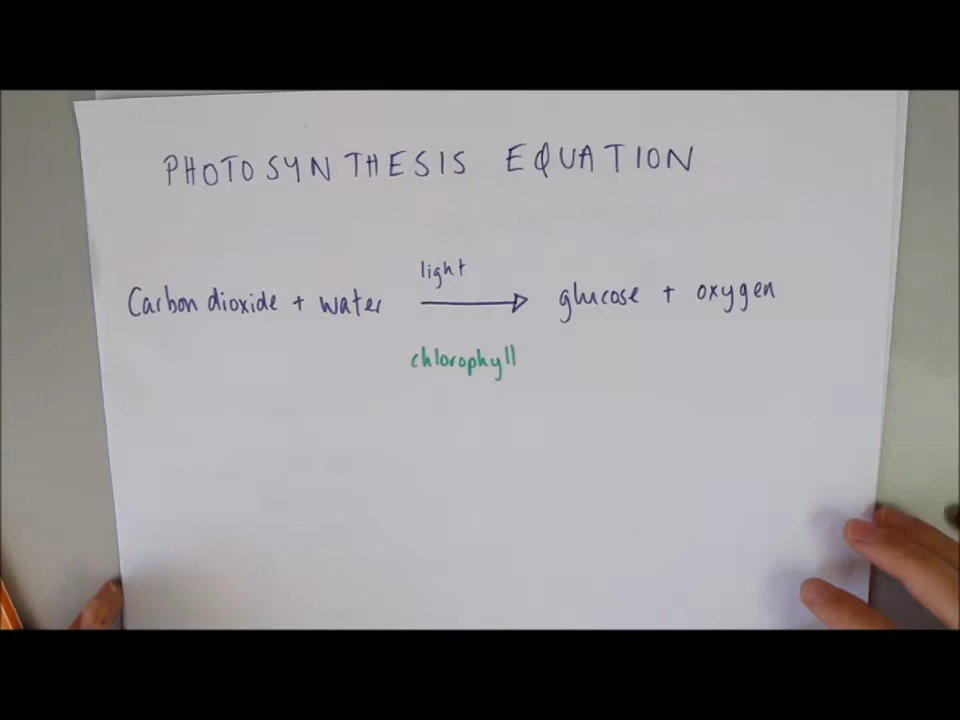 PHOTOSYNTHESIS EQUATION
light
Carbon dioxide + water → glucose + oxygen
chlorophyll